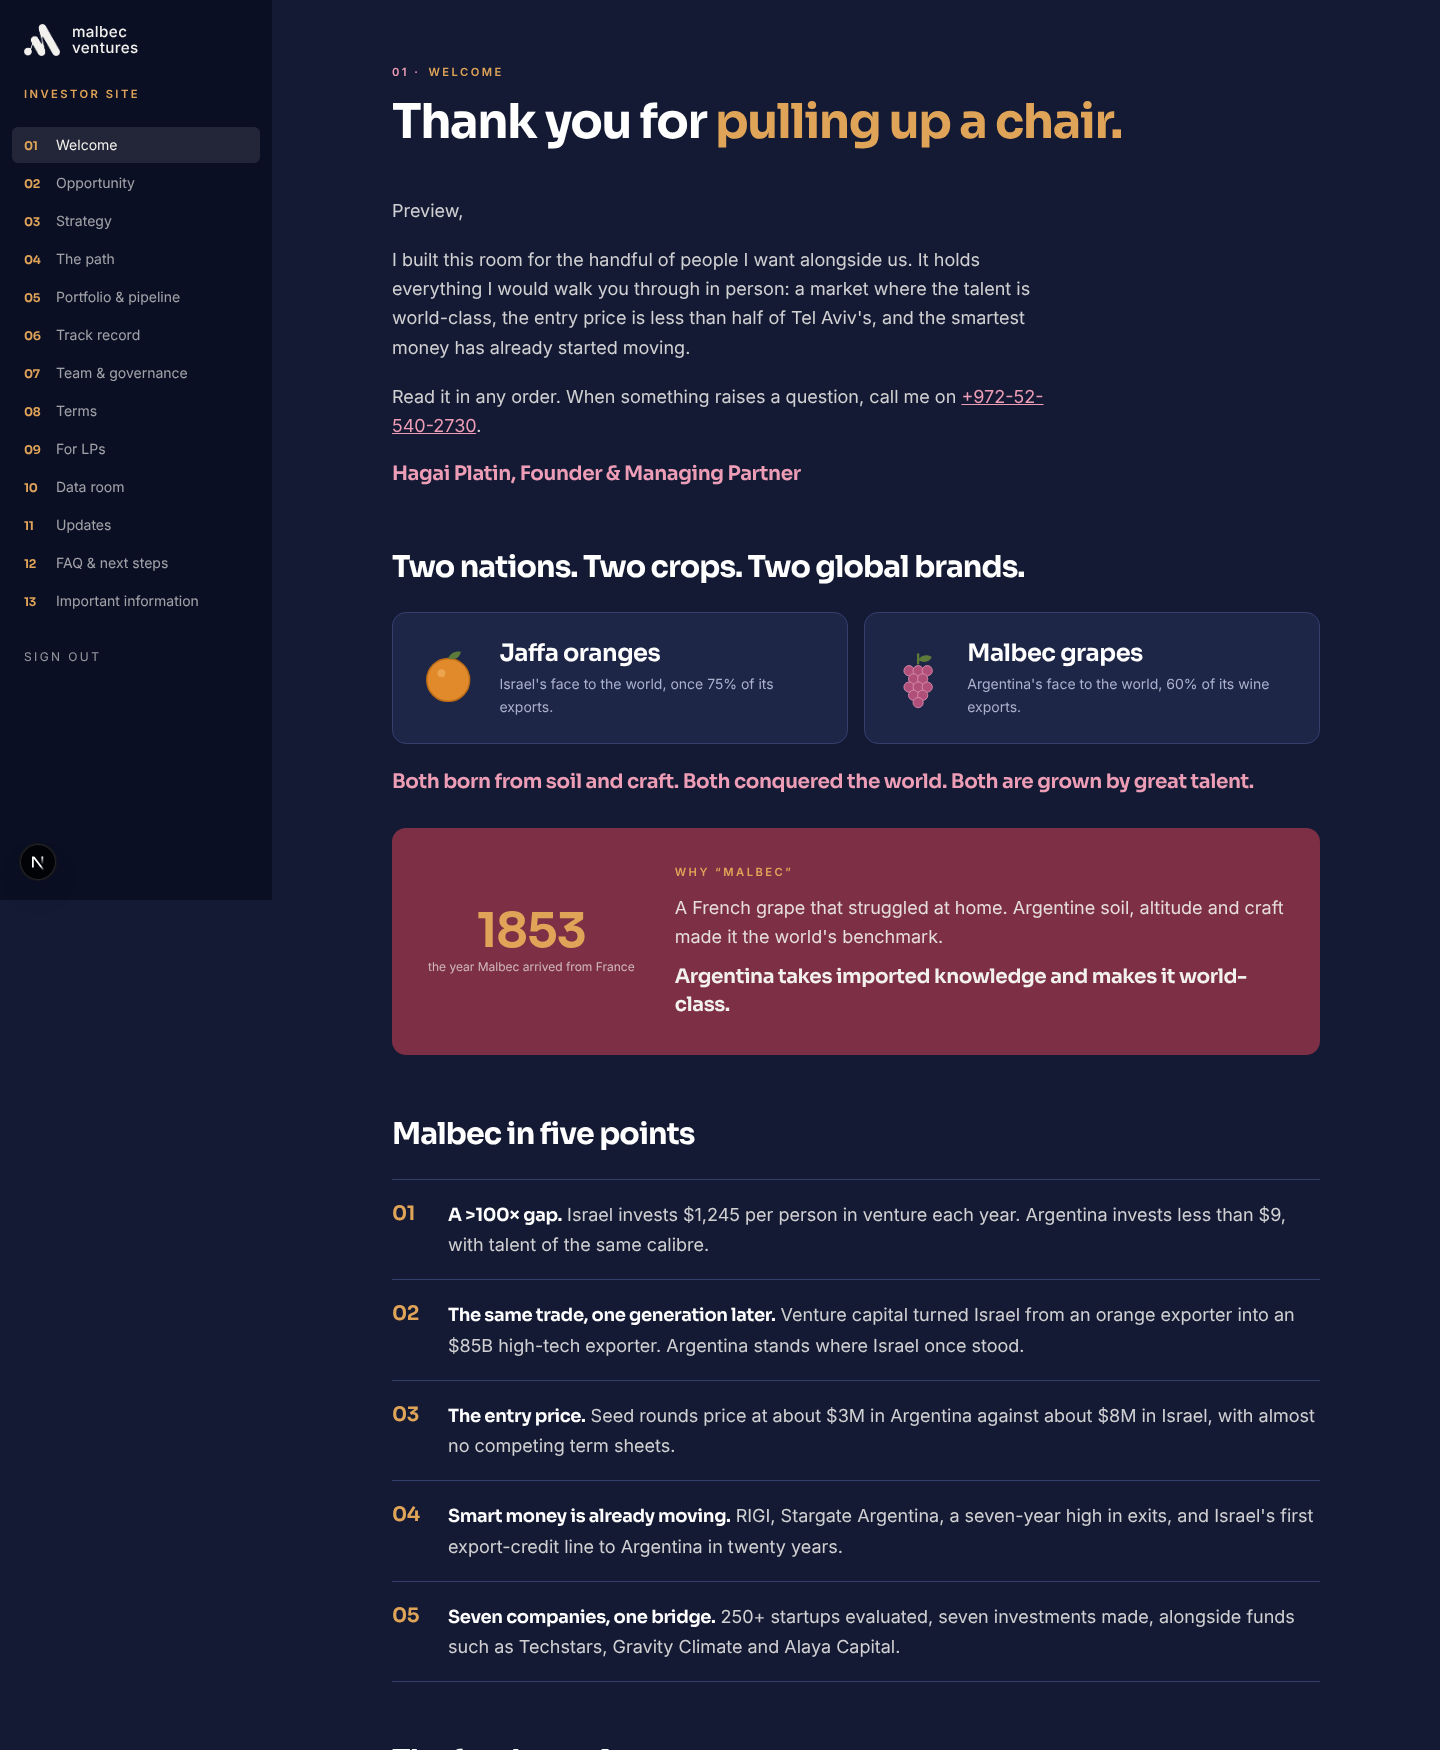 malbec
ventures
INVESTOR SITE
01 Welcome
02 Opportunity
03 Strategy
04 The path
05 Portfolio & pipeline
06 Track record
07 Team & governance
08 Terms
09 For LPs
10 Data room
11 Updates
12 FAQ & next steps
13 Important information
SIGN OUT
N
01 · WELCOME
Thank you for pulling up a chair.
Preview,
I built this room for the handful of people I want alongside us. It holds
everything I would walk you through in person: a market where the talent is
world-class, the entry price is less than half of Tel Aviv's, and the smartest
money has already started moving.
Read it in any order. When something raises a question, call me on +972-52-
540-2730.
Hagai Platin, Founder & Managing Partner
Two nations. Two crops. Two global brands.
Jaffa oranges
Israel's face to the world, once 75% of its
exports.
Malbec grapes
Argentina's face to the world, 60% of its wine
exports.
Both born from soil and craft. Both conquered the world. Both are grown by great talent.
1853
the year Malbec arrived from France
WHY “MALBEC”
A French grape that struggled at home. Argentine soil, altitude and craft
made it the world's benchmark.
Argentina takes imported knowledge and makes it world-
class.
Malbec in five points
01 A >100× gap. Israel invests $1,245 per person in venture each year. Argentina invests less than $9,
with talent of the same calibre.
02 The same trade, one generation later. Venture capital turned Israel from an orange exporter into an
$85B high-tech exporter. Argentina stands where Israel once stood.
03 The entry price. Seed rounds price at about $3M in Argentina against about $8M in Israel, with almost
no competing term sheets.
04 Smart money is already moving. RIGI, Stargate Argentina, a seven-year high in exits, and Israel's first
export-credit line to Argentina in twenty years.
05 Seven companies, one bridge. 250+ startups evaluated, seven investments made, alongside funds
such as Techstars, Gravity Climate and Alaya Capital.